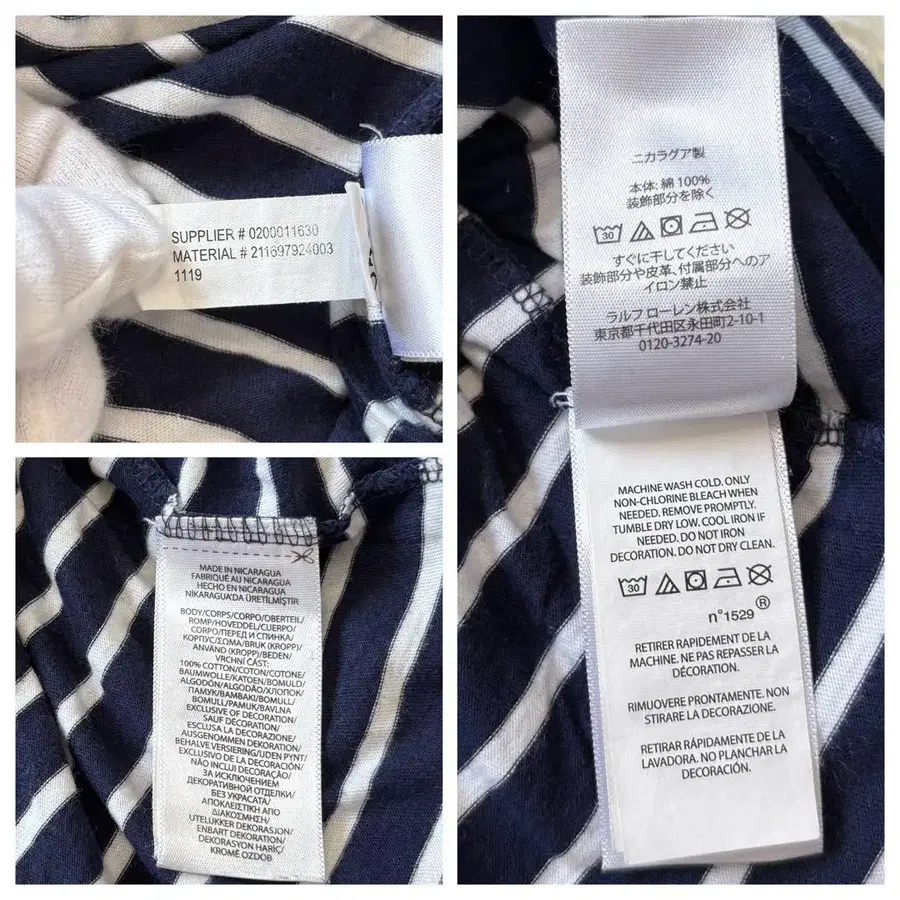 SUPPLIER # 0200011630
MATERIAL # 211697924003
1119
ニカラグア製
本体: 綿 100%
装飾部分を除く
30
すぐに干してください
装飾部分や皮革、付属部分へのア
イロン禁止
ラルフ ローレン株式会社
東京都千代田区永田町2-10-1
0120-3274-20
MACHINE WASH COLD. ONLY
NON-CHLORINE BLEACH WHEN
NEEDED. REMOVE PROMPTLY.
TUMBLE DRY LOW. COOL IRON IF
NEEDED. DO NOT IRON
DECORATION. DO NOT DRY CLEAN.
30
n°1529 ®
RETIRER RAPIDEMENT DE LA
MACHINE. NE PAS REPASSER LA
DÉCORATION.
RIMUOVERE PRONTAMENTE. NON
STIRARE LA DECORAZIONE.
RETIRAR RÁPIDAMENTE DE LA
LAVADORA. NO PLANCHAR LA
DECORACIÓN.
MADE IN NICARAGUA
FABRIQUÉ AU NICARAGUA
HECHO EN NICARAGUA
NİKARAGUA'DA ÜRETİLMİŞTİR
BODY/CORPS/CORPO/OBERTEIL/
ROMP/HOVEDDEL/CUERPO/
CORPO/ПЕРЕД И СПИНКА/
КОРПУС/ΣΩΜΑ/BRUK (KROPP)/
ANVÄND (KROPP)/BEDEN/
VRCHNÍ ČÁST:
100% COTTON/COTON/COTONE/
BAUMWOLLE/KATOEN/BOMULD/
ALGODÓN/ALGODÃO/ХЛОПОК/
ПАМУК/ΒΑΜΒΑΚΙ/BOMULL/
BOMULL/PAMUK/BAVLNA
EXCLUSIVE OF DECORATION/
SAUF DÉCORATION/
ESCLUSA LA DECORAZIONE/
AUSGENOMMEN DEKORATION/
BEHALVE VERSIERING/UDEN PYNT/
EXCLUSIVO DE LA DECORACIÓN/
NÃO INCLUI DECORAÇÃO/
ЗА ИСКЛЮЧЕНИЕМ
ДЕКОРАТИВНОЙ ОТДЕЛКИ/
БЕЗ УКРАСАТА/
ΑΠΟΚΛΕΙΣΤΙΚΗ ΑΠΟ
ΔΙΑΚΟΣΜΗΣΗ/
UTELUKKER DEKORASJON/
ENBART DEKORATION/
DEKORASYON HARİÇ/
KROMĚ OZDOB